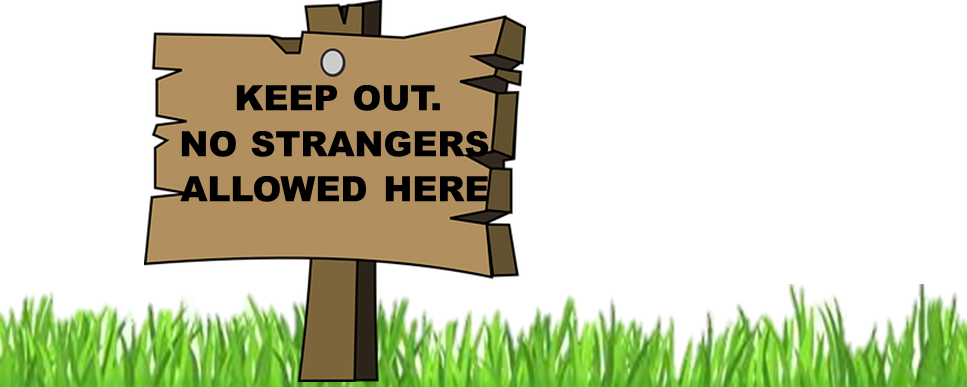 KEEP OUT.
NO STRANGERS
ALLOWED HERE